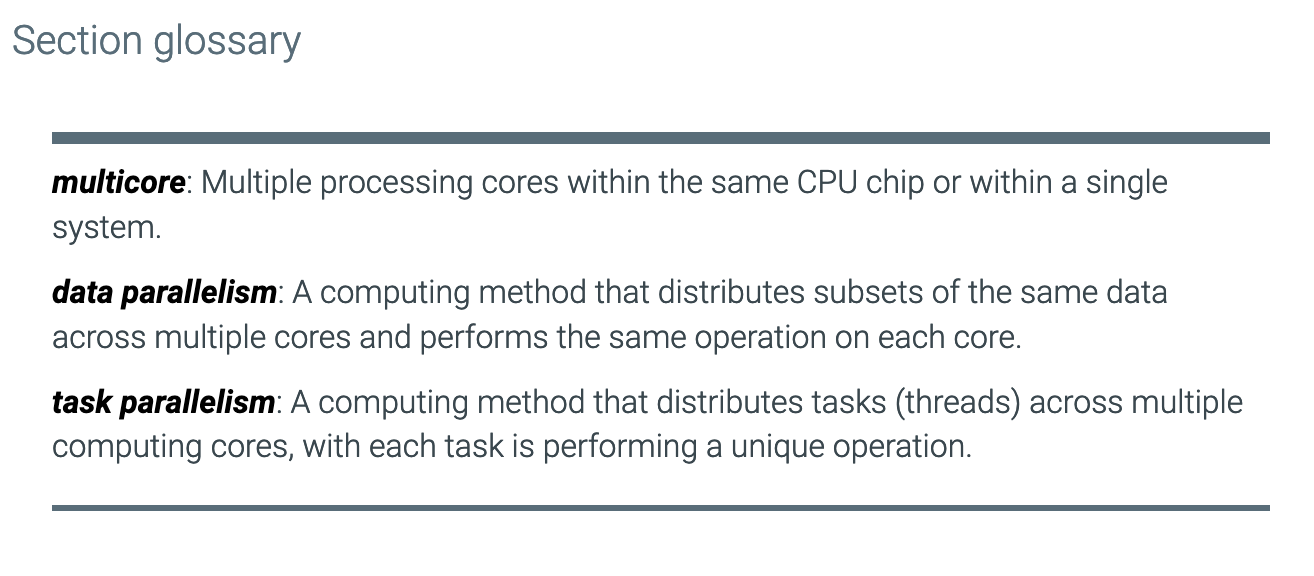 Section glossary
multicore: Multiple processing cores within the same CPU chip or within a single
system.
data parallelism: A computing method that distributes subsets of the same data
across multiple cores and performs the same operation on each core.
task parallelism: A computing method that distributes tasks (threads) across multiple
computing cores, with each task is performing a unique operation.